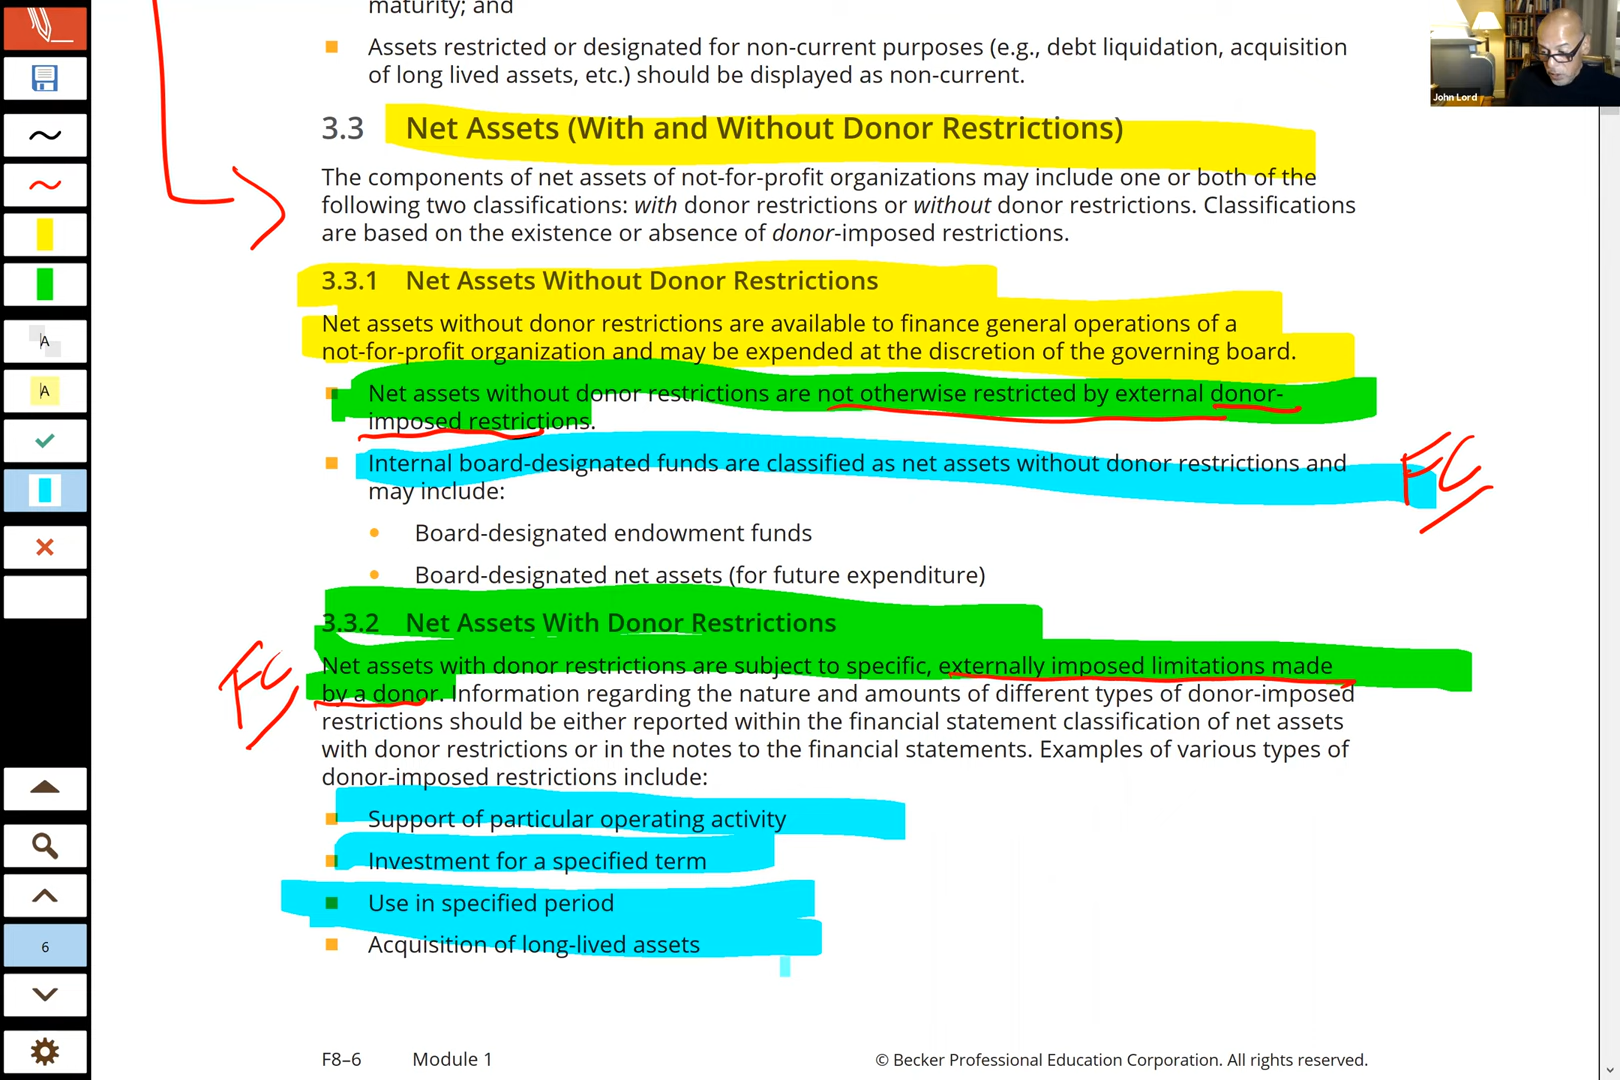 maturity; and
John Lord
■ Assets restricted or designated for non-current purposes (e.g., debt liquidation, acquisition
of long lived assets, etc.) should be displayed as non-current.
3.3 Net Assets (With and Without Donor Restrictions)
The components of net assets of not-for-profit organizations may include one or both of the
following two classifications: with donor restrictions or without donor restrictions. Classifications
are based on the existence or absence of donor-imposed restrictions.
3.3.1 Net Assets Without Donor Restrictions
Net assets without donor restrictions are available to finance general operations of a
not-for-profit organization and may be expended at the discretion of the governing board.
■ Net assets without donor restrictions are not otherwise restricted by external donor-
imposed restrictions.
■ Internal board-designated funds are classified as net assets without donor restrictions and
may include:
FC
• Board-designated endowment funds
• Board-designated net assets (for future expenditure)
3.3.2 Net Assets With Donor Restrictions
FC
Net assets with donor restrictions are subject to specific, externally imposed limitations made
by a donor. Information regarding the nature and amounts of different types of donor-imposed
restrictions should be either reported within the financial statement classification of net assets
with donor restrictions or in the notes to the financial statements. Examples of various types of
donor-imposed restrictions include:
■ Support of particular operating activity
■ Investment for a specified term
■ Use in specified period
■ Acquisition of long-lived assets
F8–6 Module 1 © Becker Professional Education Corporation. All rights reserved.
A
A
6